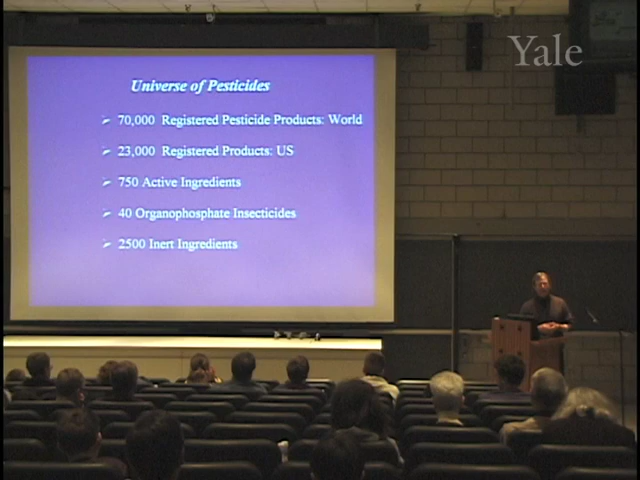 Yale
Universe of Pesticides
70,000 Registered Pesticide Products: World
23,000 Registered Products: US
750 Active Ingredients
40 Organophosphate Insecticides
2500 Inert Ingredients